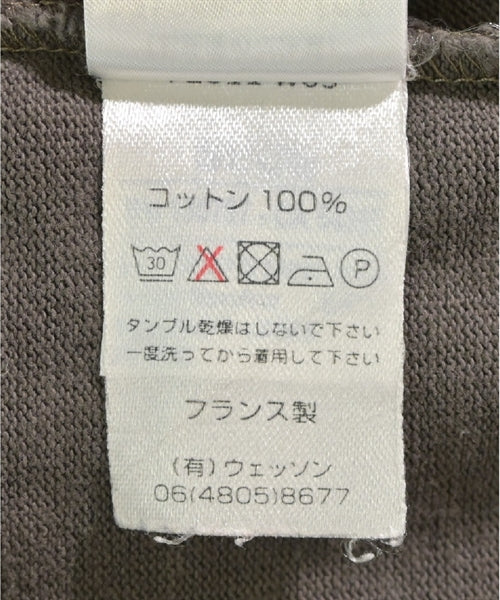 コットン 100%
30 P
タンブル乾燥はしないで下さい
一度洗ってから着用して下さい
フランス製
(有) ウェッソン
06(4805)8677